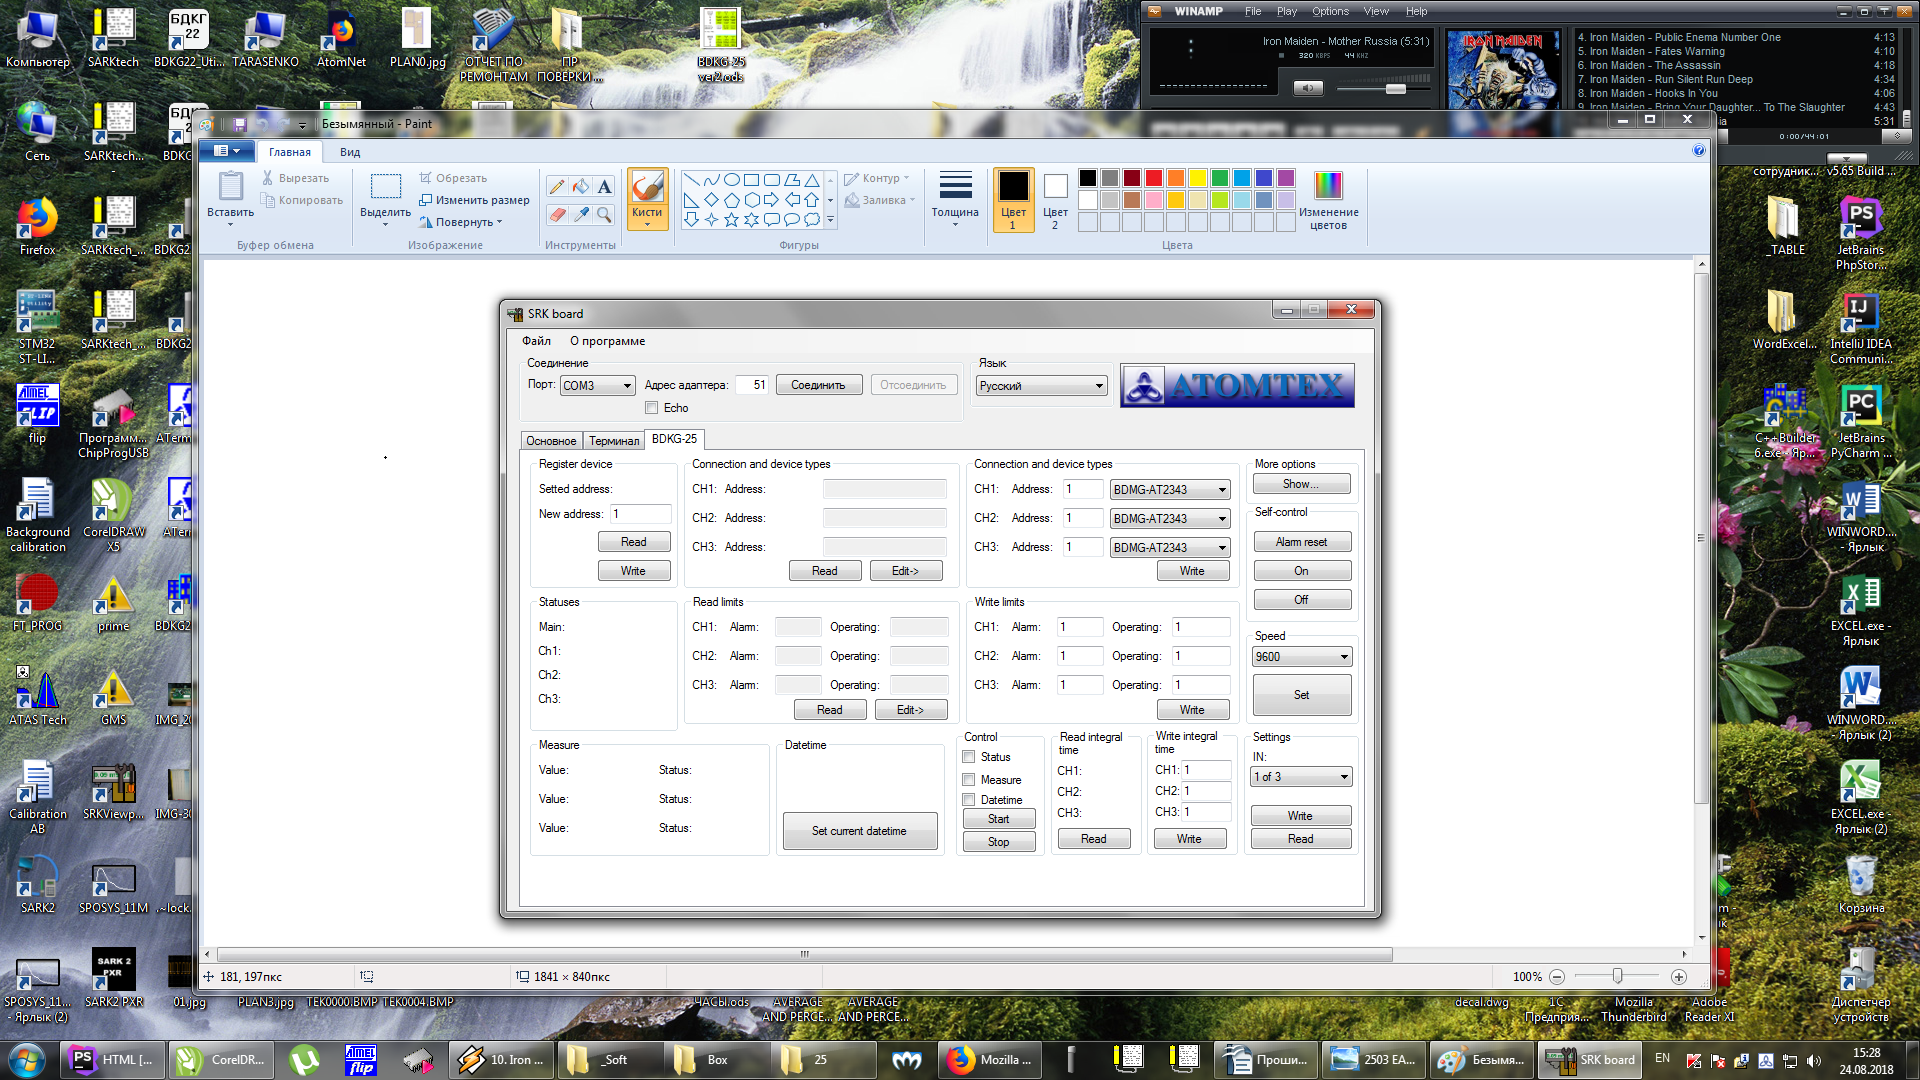 WINAMP File Play Options View Help
Iron Maiden - Mother Russia (5:31)
320 KBPS 44 KHZ
4. Iron Maiden - Public Enema Number One 4:13
5. Iron Maiden - Fates Warning 4:10
6. Iron Maiden - The Assassin 4:18
7. Iron Maiden - Run Silent Run Deep 4:34
8. Iron Maiden - Hooks In You 4:06
9. Iron Maiden - Bring Your Daughter... To The Slaughter 4:43
5:31
0:00/44:01
IRON MAIDEN
Компьютер
SARKtech
БДКГ 22
BDKG22_Uti...
TARASENKO
AtomNet
PLAN0.jpg
ОТЧЕТ ПО РЕМОНТАМ
ПР ПОВЕРКИ ...
BDKG-25 ver2.ods
Сеть
SARKtech... -
Firefox
SARKtech_...
STM32 ST-LI...
SARKtech_...
flip
Программ... ChipProgUSB
Background calibration
CorelDRAW X5
FT_PROG
prime
ATAS Tech
GMS
Calibration AB
SRKViewp...
SARK2
SPOSYS_11M
.~lock.
SPOSYS_11... - Ярлык (2)
SARK 2 PXR
SARK2 PXR
01.jpg
PLAN3.jpg
TEK0000.BMP
TEK0004.BMP
ЧАСЫ.ods
AVERAGE AND PERCE...
AVERAGE AND PERCE...
decal.dwg
1С Предприя...
Mozilla Thunderbird
Adobe Reader XI
Диспетчер устройств
сотрудник...
v5.65 Build ...
_TABLE
JetBrains PhpStor...
WordExcel...
IntelliJ IDEA Communi...
C++Builder 6.exe - Яр...
JetBrains PyCharm ...
WINWORD.... - Ярлык
EXCEL.exe - Ярлык
WINWORD.... - Ярлык (2)
EXCEL.exe - Ярлык (2)
Корзина
Безымянный - Paint
Главная Вид
Вставить
Вырезать
Копировать
Буфер обмена
Выделить
Обрезать
Изменить размер
Повернуть
Изображение
Инструменты
Кисти
Фигуры
Контур
Заливка
Толщина
Цвет 1
Цвет 2
Цвета
Изменение цветов
SRK board
Файл О программе
Соединение
Порт: COM3 Адрес адаптера: 51 Соединить Отсоединить
Echo
Язык
Русский
ATOMTEX
Основное Терминал BDKG-25
Register device
Setted address:
New address: 1
Read
Write
Connection and device types
CH1: Address:
CH2: Address:
CH3: Address:
Read Edit->
Connection and device types
CH1: Address: 1 BDMG-AT2343
CH2: Address: 1 BDMG-AT2343
CH3: Address: 1 BDMG-AT2343
Write
More options
Show...
Self-control
Alarm reset
On
Off
Statuses
Main:
Ch1:
Ch2:
Ch3:
Read limits
CH1: Alarm: Operating:
CH2: Alarm: Operating:
CH3: Alarm: Operating:
Read Edit->
Write limits
CH1: Alarm: 1 Operating: 1
CH2: Alarm: 1 Operating: 1
CH3: Alarm: 1 Operating: 1
Write
Speed
9600
Set
Measure
Value: Status:
Value: Status:
Value: Status:
Datetime
Set current datetime
Control
Status
Measure
Datetime
Start
Stop
Read integral time
CH1:
CH2:
CH3:
Read
Write integral time
CH1: 1
CH2: 1
CH3: 1
Write
Settings
IN:
1 of 3
Write
Read
181, 197пкс
1841 × 840пкс
100%
HTML [...
CorelDR...
10. Iron ...
_Soft
Box
25
Mozilla ...
Проши...
2503 EA...
Безымя...
SRK board
EN
15:28
24.08.2018